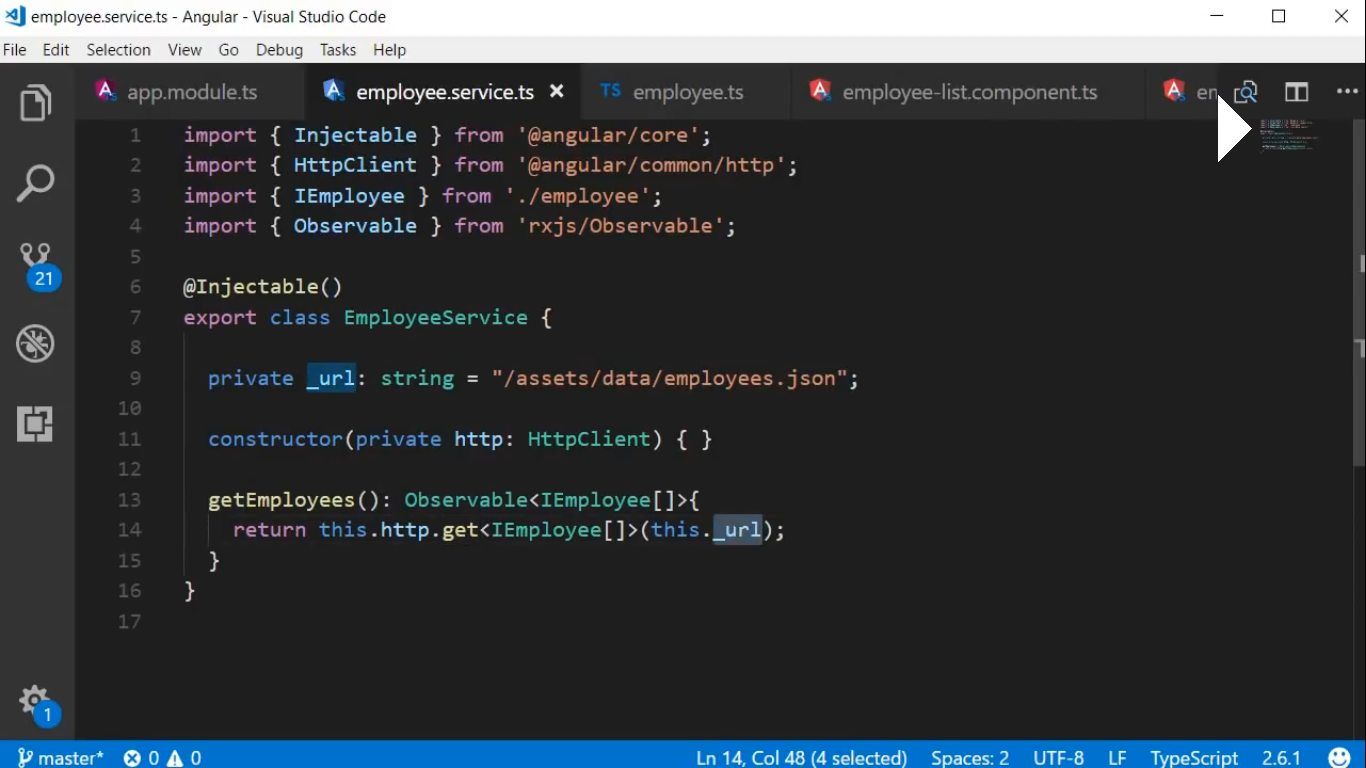 employee.service.ts - Angular - Visual Studio Code
File Edit Selection View Go Debug Tasks Help
app.module.ts employee.service.ts TS employee.ts employee-list.component.ts en
1 import { Injectable } from '@angular/core';
2 import { HttpClient } from '@angular/common/http';
3 import { IEmployee } from './employee';
4 import { Observable } from 'rxjs/Observable';
5
6 @Injectable()
7 export class EmployeeService {
8
9 private _url: string = "/assets/data/employees.json";
10
11 constructor(private http: HttpClient) { }
12
13 getEmployees(): Observable<IEmployee[]>{
14 return this.http.get<IEmployee[]>(this._url);
15 }
16 }
17
21
1
master* 0 0 Ln 14, Col 48 (4 selected) Spaces: 2 UTF-8 LF TypeScript 2.6.1